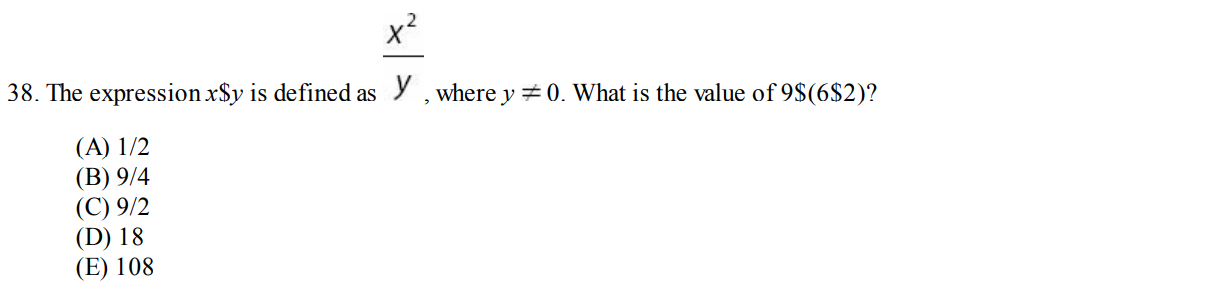 38. The expression x$y is defined as x²/y , where y ≠ 0. What is the value of 9$(6$2)?
(A) 1/2
(B) 9/4
(C) 9/2
(D) 18
(E) 108